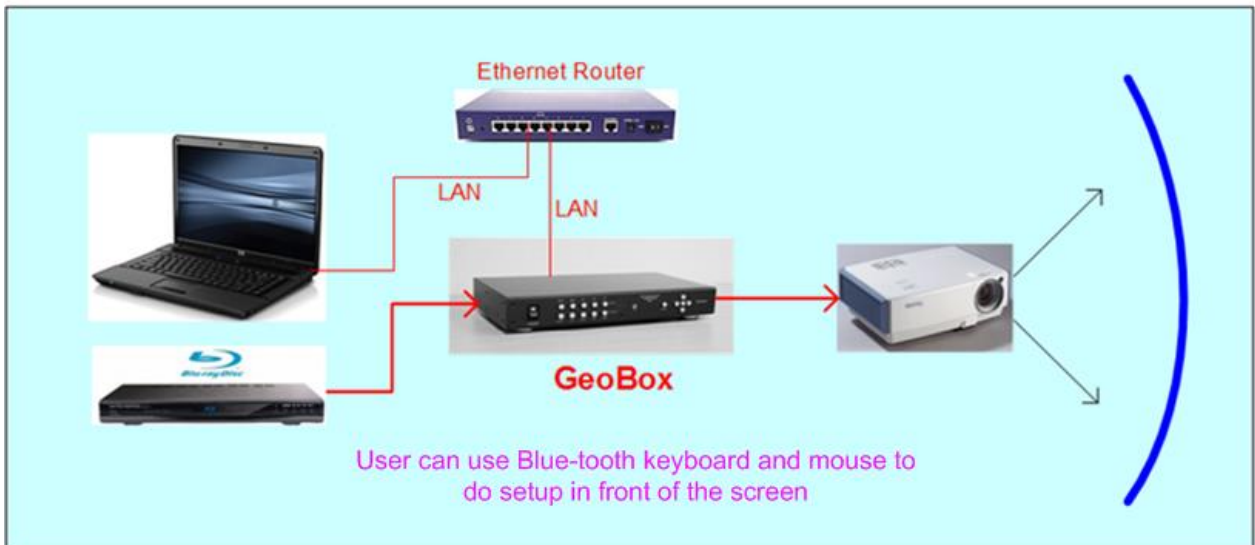 Ethernet Router
LAN
LAN
Blu-ray Disc
GeoBox
User can use Blue-tooth keyboard and mouse to
do setup in front of the screen